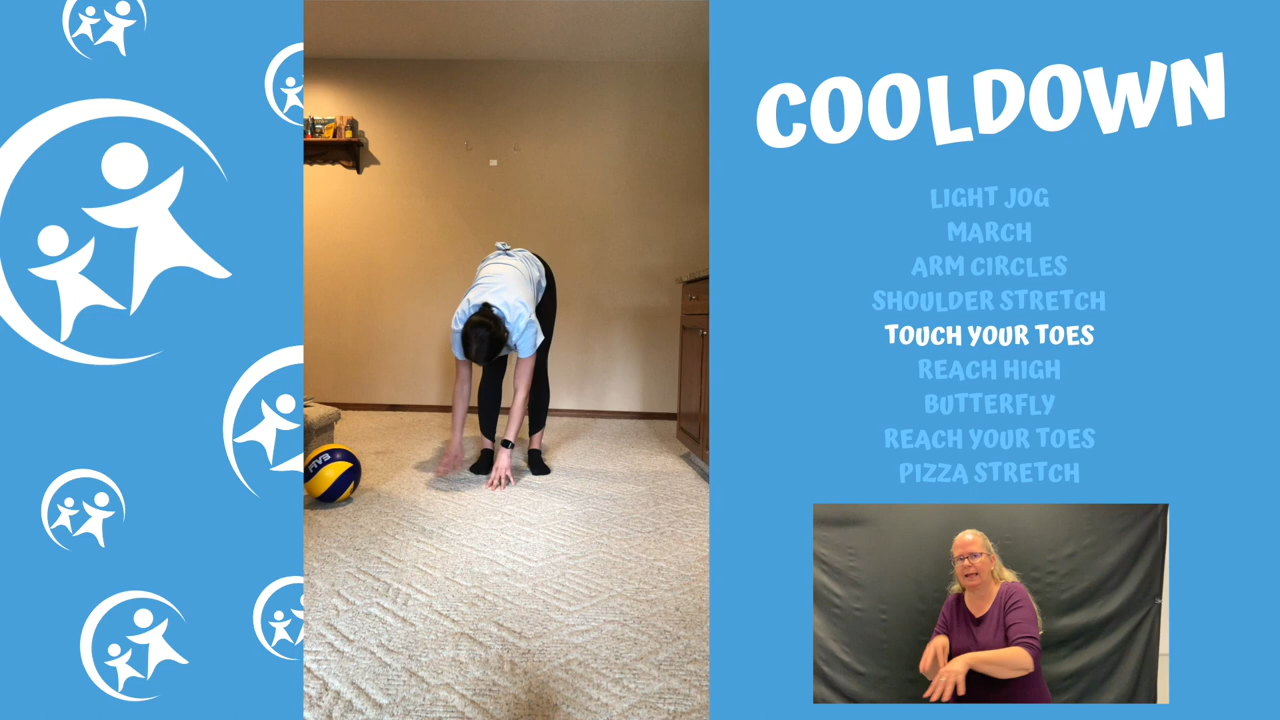 COOLDOWN
LIGHT JOG
MARCH
ARM CIRCLES
SHOULDER STRETCH
TOUCH YOUR TOES
REACH HIGH
BUTTERFLY
REACH YOUR TOES
PIZZA STRETCH
FIVB